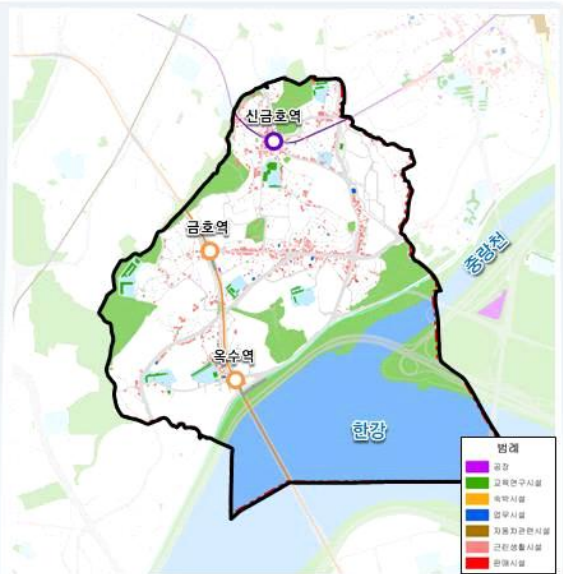 신금호역
금호역
중랑천
옥수역
한강
범례
공장
교육연구시설
숙박시설
업무시설
자동차관련시설
근린생활시설
판매시설